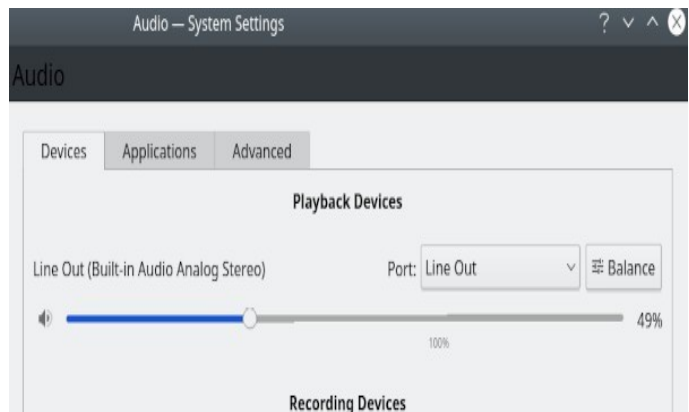 Audio — System Settings
?
Audio
Devices Applications Advanced
Playback Devices
Line Out (Built-in Audio Analog Stereo) Port: Line Out Balance
49%
100%
Recording Devices